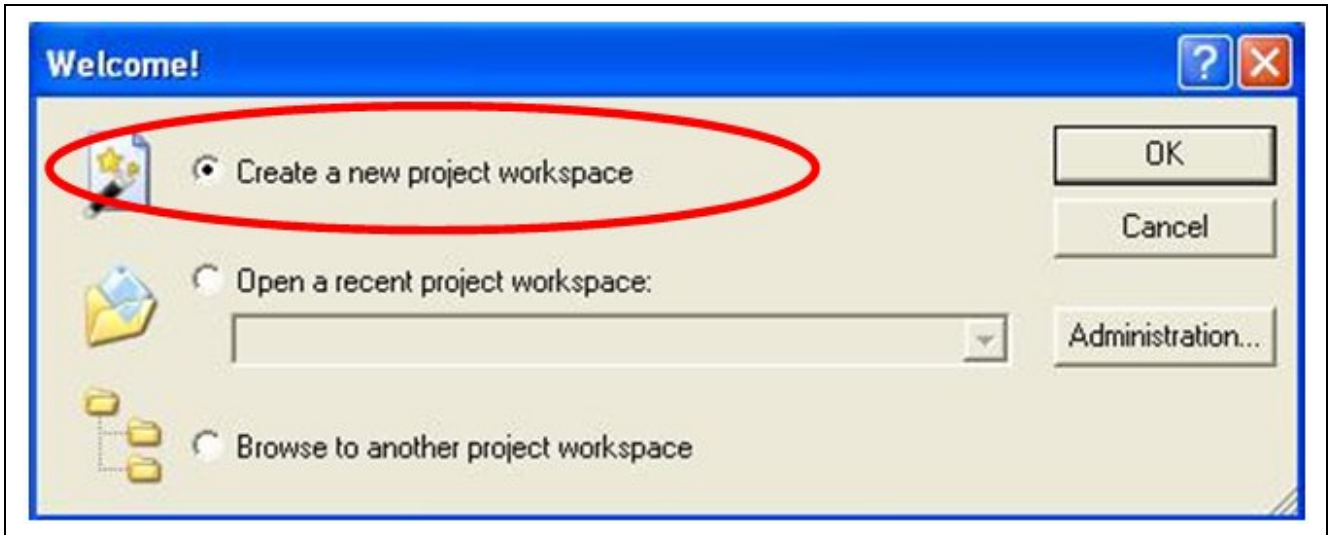 Welcome!
Create a new project workspace
OK
Cancel
Open a recent project workspace:
Administration...
Browse to another project workspace